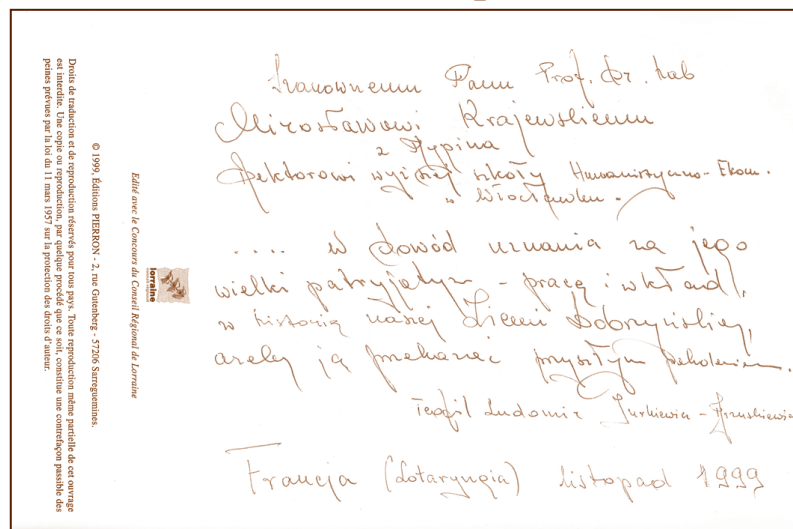 Szanownemu Panu Prof. dr. hab
Mirosławowi Krajewskiemu
z Rypina
Rektorowi wyższej szkoły Humanistyczno - Ekon.
w Włocławku.
..... w dowód uznania za jego
wielki patryjotyzm - pracę i wkład,
w historię naszej Ziemi Dobrzyńskiej,
ażeby ją przekazać przyszłym pokoleniom.
Teofil Ludomir Jurkiewicz -
Francja (Lotaryngia) listopad 1999
lorraine
Edité avec le Concours du Conseil Régional de Lorraine
© 1999, Éditions PIERRON - 2, rue Gutenberg - 57206 Sarreguemines.
Droits de traduction et de reproduction réservés pour tous pays. Toute reproduction même partielle de cet ouvrage
est interdite. Une copie ou reproduction, par quelque procédé que ce soit, constitue une contrefaçon passible des
peines prévues par la loi du 11 mars 1957 sur la protection des droits d'auteur.